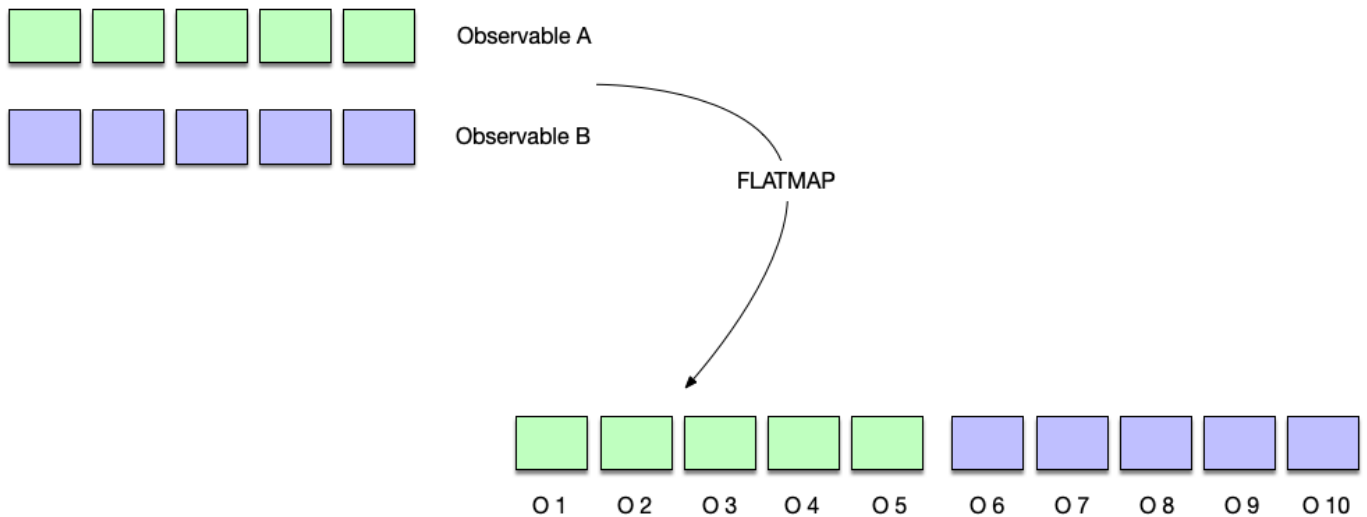 Observable A
Observable B
FLATMAP
O 1 O 2 O 3 O 4 O 5 O 6 O 7 O 8 O 9 O 10